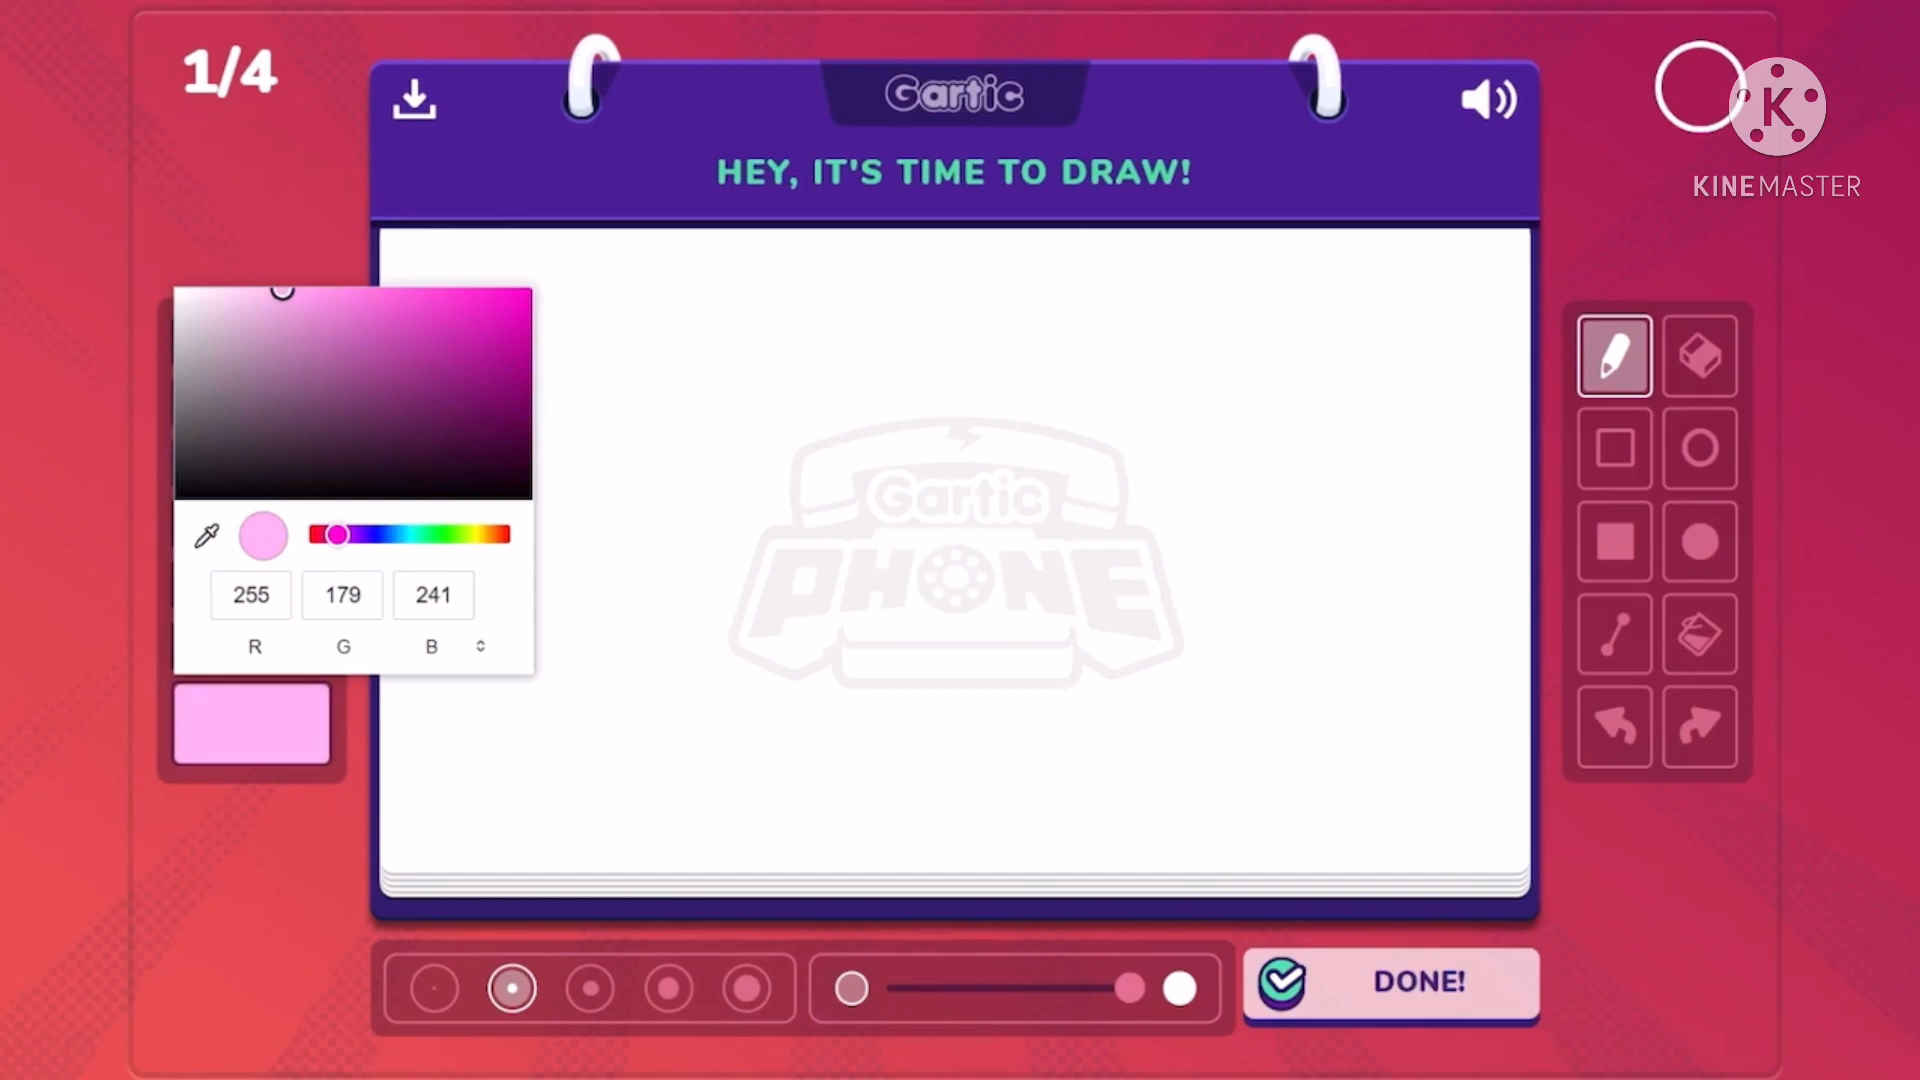 1/4
Gartic
K
KINEMASTER
HEY, IT'S TIME TO DRAW!
Gartic
PHONE
255 179 241
R G B
DONE!